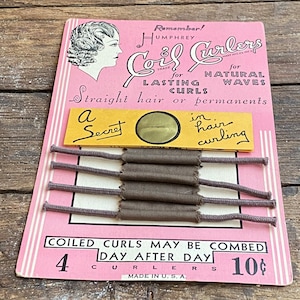 Remember!
HUMPHREY
Coil Curlers
for LASTING CURLS
for NATURAL WAVES
Straight hair or permanents
A Secret in hair curling
COILED CURLS MAY BE COMBED
DAY AFTER DAY
4 CURLERS 10¢
MADE IN U.S.A.